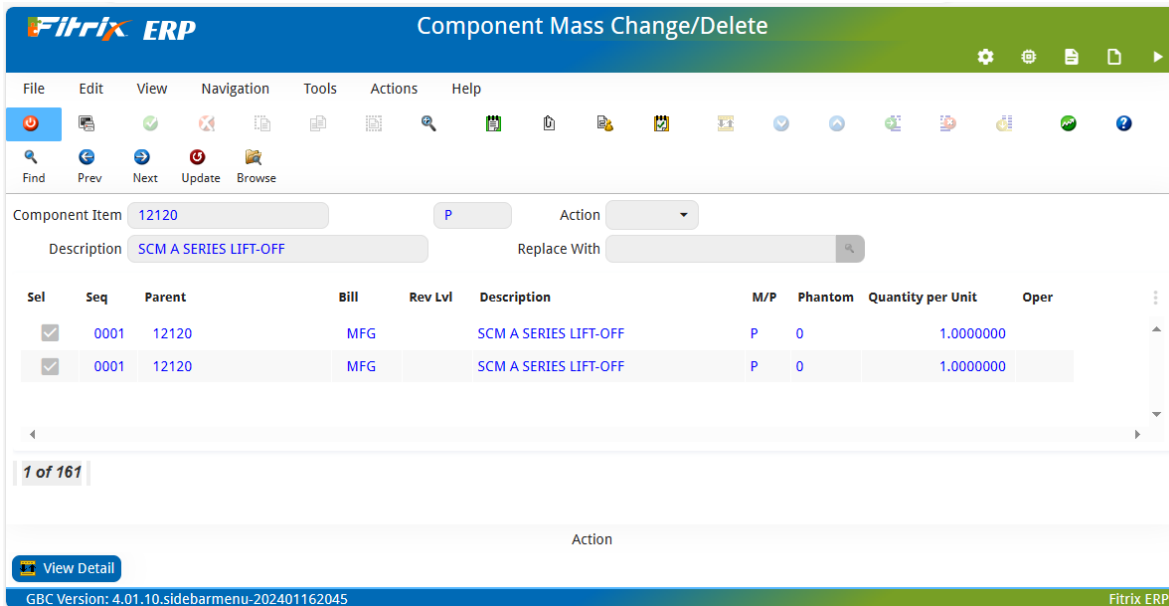 Fitrix ERP
Component Mass Change/Delete
File Edit View Navigation Tools Actions Help
Find Prev Next Update Browse
Component Item 12120 P Action
Description SCM A SERIES LIFT-OFF Replace With
Sel Seq Parent Bill Rev Lvl Description M/P Phantom Quantity per Unit Oper
0001 12120 MFG SCM A SERIES LIFT-OFF P 0 1.0000000
0001 12120 MFG SCM A SERIES LIFT-OFF P 0 1.0000000
1 of 161
Action
View Detail
GBC Version: 4.01.10.sidebarmenu-202401162045 Fitrix ERP